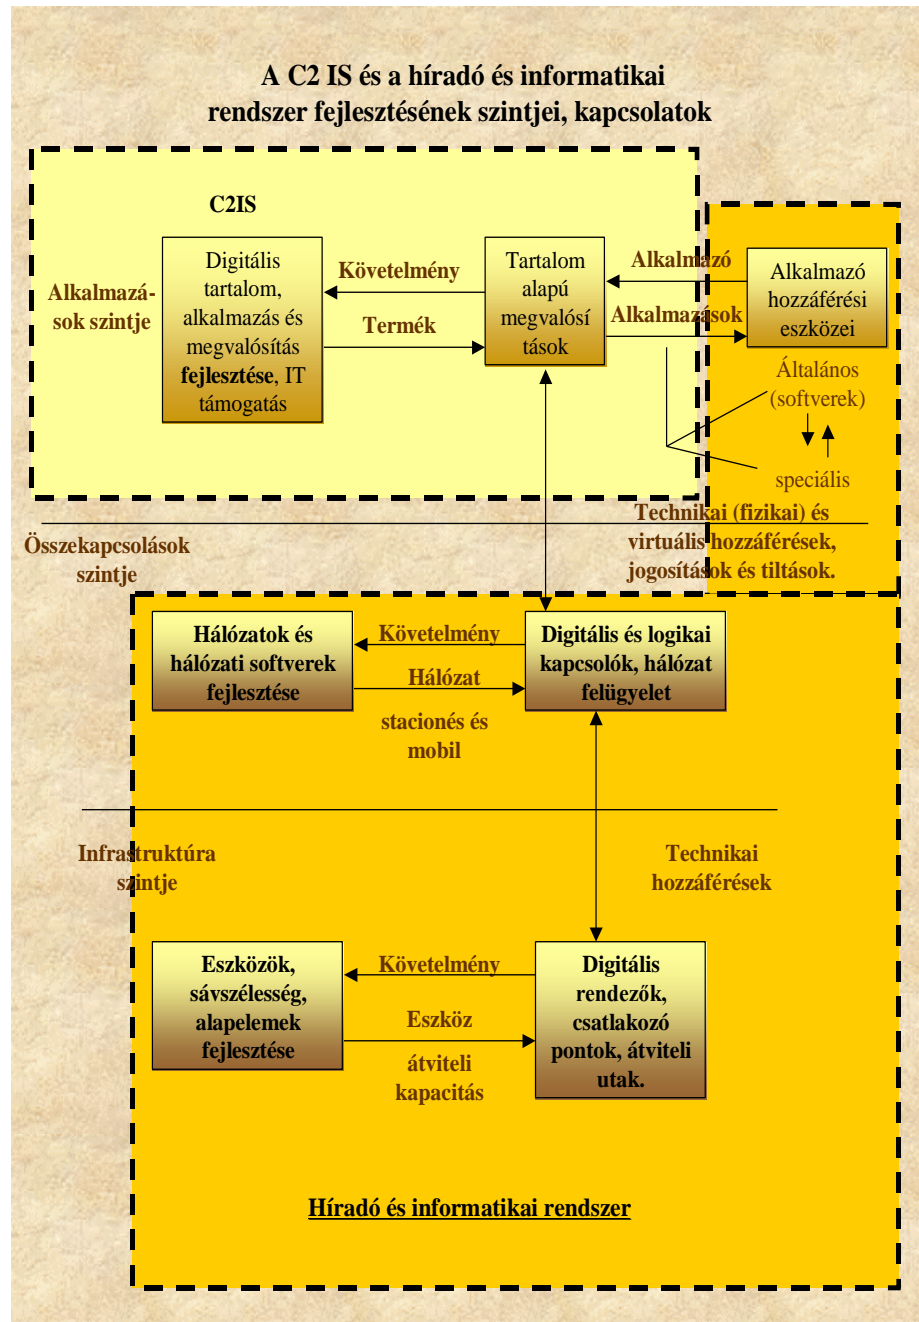 A C2 IS és a híradó és informatikai
rendszer fejlesztésének szintjei, kapcsolatok
C2IS
Alkalmazá-
sok szintje
Digitális
tartalom,
alkalmazás és
megvalósítás
fejlesztése, IT
támogatás
Követelmény
Termék
Tartalom
alapú
megvalósí
tások
Alkalmazó
Alkalmazások
Alkalmazó
hozzáférési
eszközei
Általános
(softverek)
speciális
Technikai (fizikai) és
virtuális hozzáférések,
jogosítások és tiltások.
Összekapcsolások
szintje
Hálózatok és
hálózati softverek
fejlesztése
Követelmény
Hálózat
stacionés és
mobil
Digitális és logikai
kapcsolók, hálózat
felügyelet
Infrastruktúra
szintje
Technikai
hozzáférések
Eszközök,
sávszélesség,
alapelemek
fejlesztése
Követelmény
Eszköz
átviteli
kapacitás
Digitális
rendezők,
csatlakozó
pontok, átviteli
utak.
Híradó és informatikai rendszer